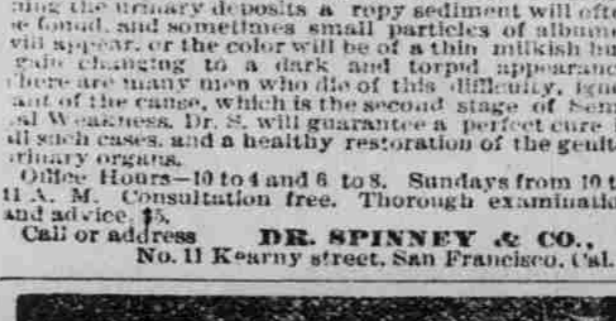 ning the urinary deposits a ropy sediment will ofte
e found, and sometimes small particles of album
will appear, or the color will be of a thin milkish hu
gain changing to a dark and torpid appearanc
here are many men who die of this difficulty, igno
ant of the cause, which is the second stage of Sem
al Weakness. Dr. S. will guarantee a perfect cure
ll such cases, and a healthy restoration of the genit
rinary organs.
Office Hours—10 to 4 and 6 to 8. Sundays from 10 t
11 A. M. Consultation free. Thorough examinatio
and advice, $5.
Call or address DR. SPINNEY & CO.,
No. 11 Kearny street, San Francisco, Cal.